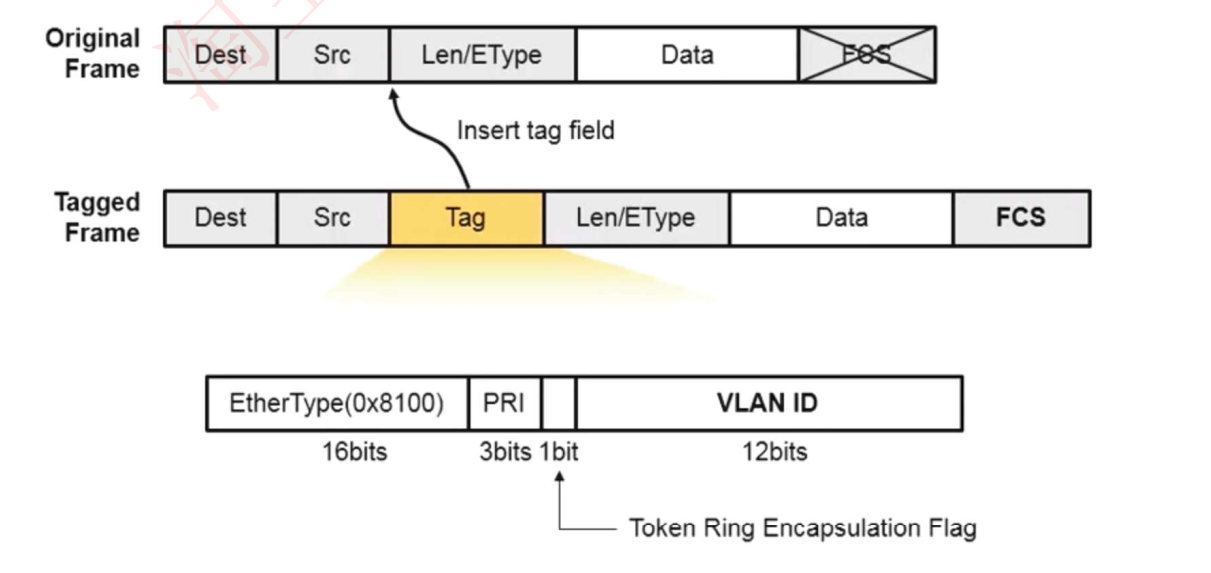 Original
Frame
Dest Src Len/EType Data FCS
Insert tag field
Tagged
Frame
Dest Src Tag Len/EType Data FCS
EtherType(0x8100) PRI VLAN ID
16bits 3bits 1bit 12bits
Token Ring Encapsulation Flag
淘